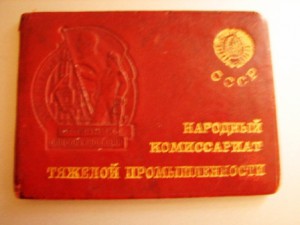 СССР
НАРОДНЫЙ
КОМИССАРИАТ
ТЯЖЕЛОЙ ПРОМЫШЛЕННОСТИ